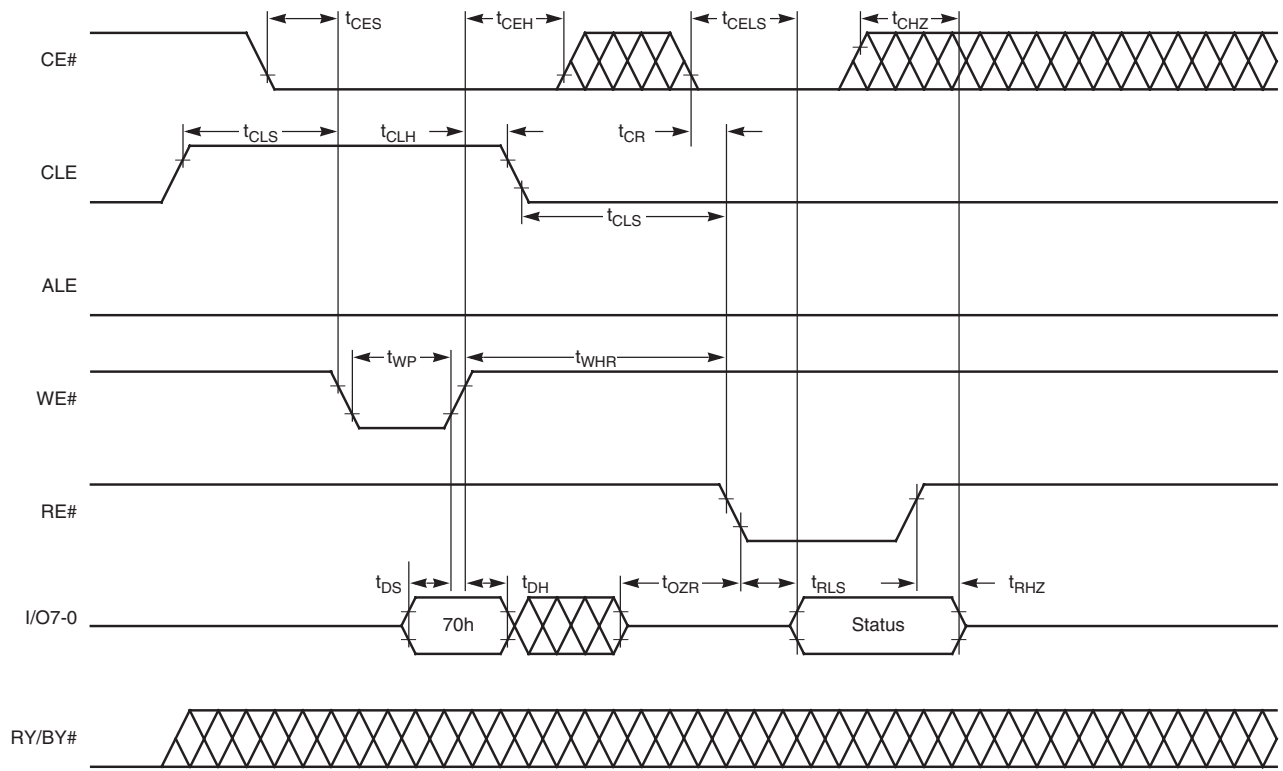 tCES tCEH tCELS tCHZ
CE#
tCLS tCLH tCR
CLE
tCLS
ALE
tWP tWHR
WE#
RE#
tDS tDH tOZR tRLS tRHZ
I/O7-0 70h Status
RY/BY#